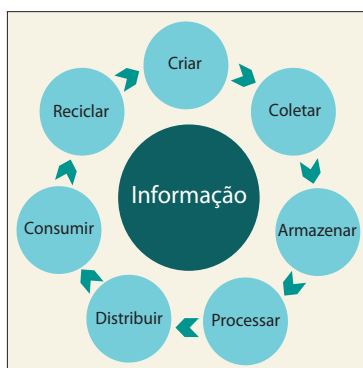 Criar
Coletar
Armazenar
Processar
Distribuir
Consumir
Reciclar
Informação